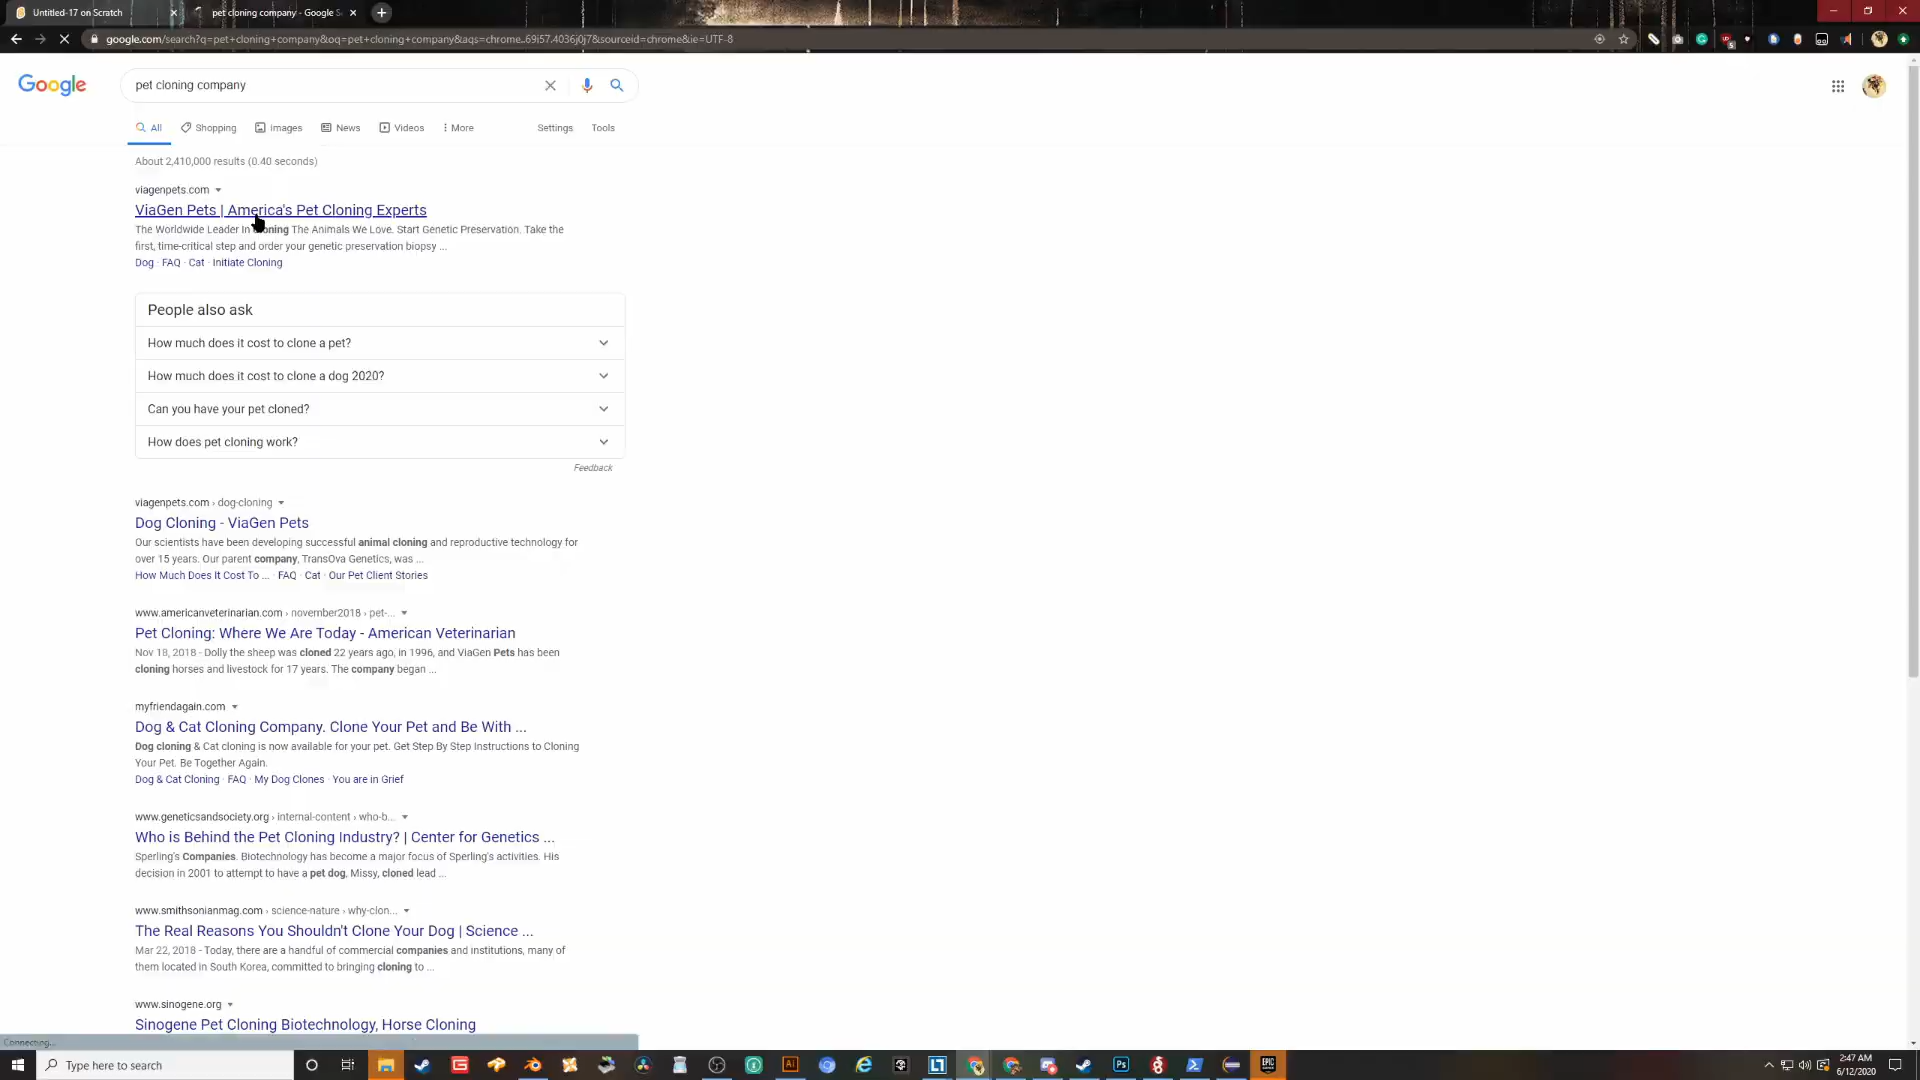 Untitled-17 on Scratch
pet cloning company - Google S
google.com/search?q=pet+cloning+company&oq=pet+cloning+company&aqs=chrome..69i57.4036j0j7&sourceid=chrome&ie=UTF-8
Google
pet cloning company
All
Shopping
Images
News
Videos
More
Settings
Tools
About 2,410,000 results (0.40 seconds)
viagenpets.com
ViaGen Pets | America's Pet Cloning Experts
The Worldwide Leader In Cloning The Animals We Love. Start Genetic Preservation. Take the
first, time-critical step and order your genetic preservation biopsy ...
Dog · FAQ · Cat · Initiate Cloning
People also ask
How much does it cost to clone a pet?
How much does it cost to clone a dog 2020?
Can you have your pet cloned?
How does pet cloning work?
Feedback
viagenpets.com › dog-cloning
Dog Cloning - ViaGen Pets
Our scientists have been developing successful animal cloning and reproductive technology for
over 15 years. Our parent company, TransOva Genetics, was ...
How Much Does It Cost To ... · FAQ · Cat · Our Pet Client Stories
www.americanveterinarian.com › november2018 › pet-...
Pet Cloning: Where We Are Today - American Veterinarian
Nov 18, 2018 - Dolly the sheep was cloned 22 years ago, in 1996, and ViaGen Pets has been
cloning horses and livestock for 17 years. The company began ...
myfriendagain.com
Dog & Cat Cloning Company. Clone Your Pet and Be With ...
Dog cloning & Cat cloning is now available for your pet. Get Step By Step Instructions to Cloning
Your Pet. Be Together Again.
Dog & Cat Cloning · FAQ · My Dog Clones · You are in Grief
www.geneticsandsociety.org › internal-content › who-b...
Who is Behind the Pet Cloning Industry? | Center for Genetics ...
Sperling's Companies. Biotechnology has become a major focus of Sperling's activities. His
decision in 2001 to attempt to have a pet dog, Missy, cloned lead ...
www.smithsonianmag.com › science-nature › why-clon...
The Real Reasons You Shouldn't Clone Your Dog | Science ...
Mar 22, 2018 - Today, there are a handful of commercial companies and institutions, many of
them located in South Korea, committed to bringing cloning to ...
www.sinogene.org
Sinogene Pet Cloning Biotechnology, Horse Cloning
Connecting...
Type here to search
Ai
Ps
EPIC
GAMES
2:47 AM
6/12/2020